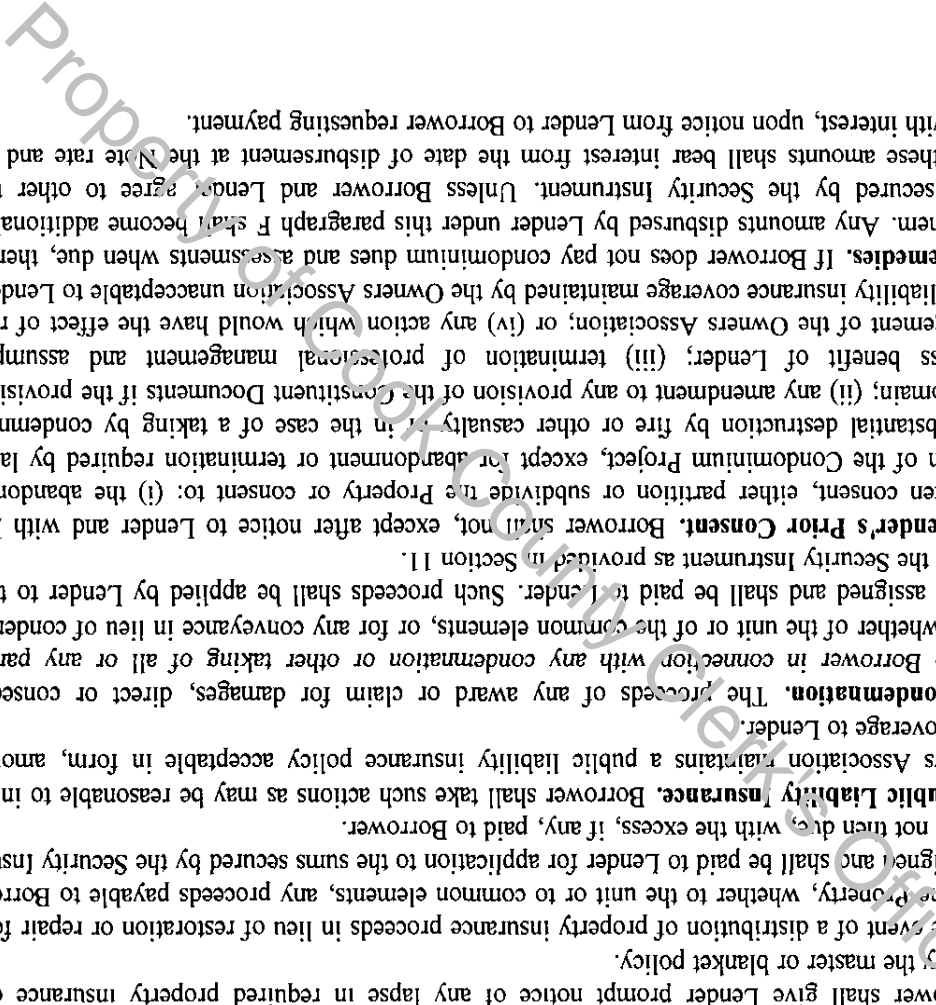 ower shall give Lender prompt notice of any lapse in required property insurance
y the master or blanket policy.
e event of a distribution of property insurance proceeds in lieu of restoration or repair f
he Property, whether to the unit or to common elements, any proceeds payable to Borro
signed and shall be paid to Lender for application to the sums secured by the Security Ins
not then due, with the excess, if any, paid to Borrower.
ublic Liability Insurance. Borrower shall take such actions as may be reasonable to in
s Association maintains a public liability insurance policy acceptable in form, amo
overage to Lender.
ondemnation. The proceeds of any award or claim for damages, direct or conse
Borrower in connection with any condemnation or other taking of all or any par
whether of the unit or of the common elements, or for any conveyance in lieu of conden
assigned and shall be paid to Lender. Such proceeds shall be applied by Lender to t
the Security Instrument as provided in Section 11.
ender's Prior Consent. Borrower shall not, except after notice to Lender and with
en consent, either partition or subdivide the Property or consent to: (i) the abandon
n of the Condominium Project, except for abandonment or termination required by la
bstantial destruction by fire or other casualty or in the case of a taking by condemn
omain; (ii) any amendment to any provision of the Constituent Documents if the provisi
ss benefit of Lender; (iii) termination of professional management and assump
gement of the Owners Association; or (iv) any action which would have the effect of r
liability insurance coverage maintained by the Owners Association unacceptable to Lende
emedies. If Borrower does not pay condominium dues and assessments when due, then
hem. Any amounts disbursed by Lender under this paragraph F shall become additional
secured by the Security Instrument. Unless Borrower and Lender agree to other t
these amounts shall bear interest from the date of disbursement at the Note rate and
ith interest, upon notice from Lender to Borrower requesting payment.
Property of Cook County Clerk's Offic